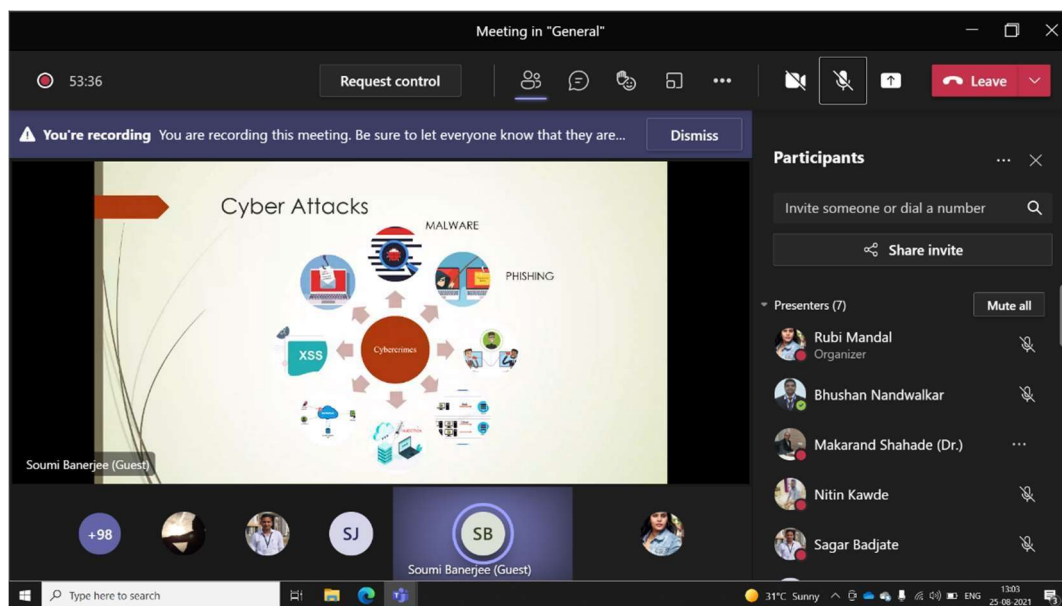 Meeting in "General"
53:36
Request control
Leave
You're recording You are recording this meeting. Be sure to let everyone know that they are...
Dismiss
Cyber Attacks
MALWARE
PHISHING
XSS
Cybercrimes
Soumi Banerjee (Guest)
+98
SJ
SB
Soumi Banerjee (Guest)
Participants
Invite someone or dial a number
Share invite
Presenters (7)
Mute all
Rubi Mandal
Organizer
Bhushan Nandwalkar
Makarand Shahade (Dr.)
Nitin Kawde
Sagar Badjate
Type here to search
31°C Sunny
ENG
13:03
25-08-2021